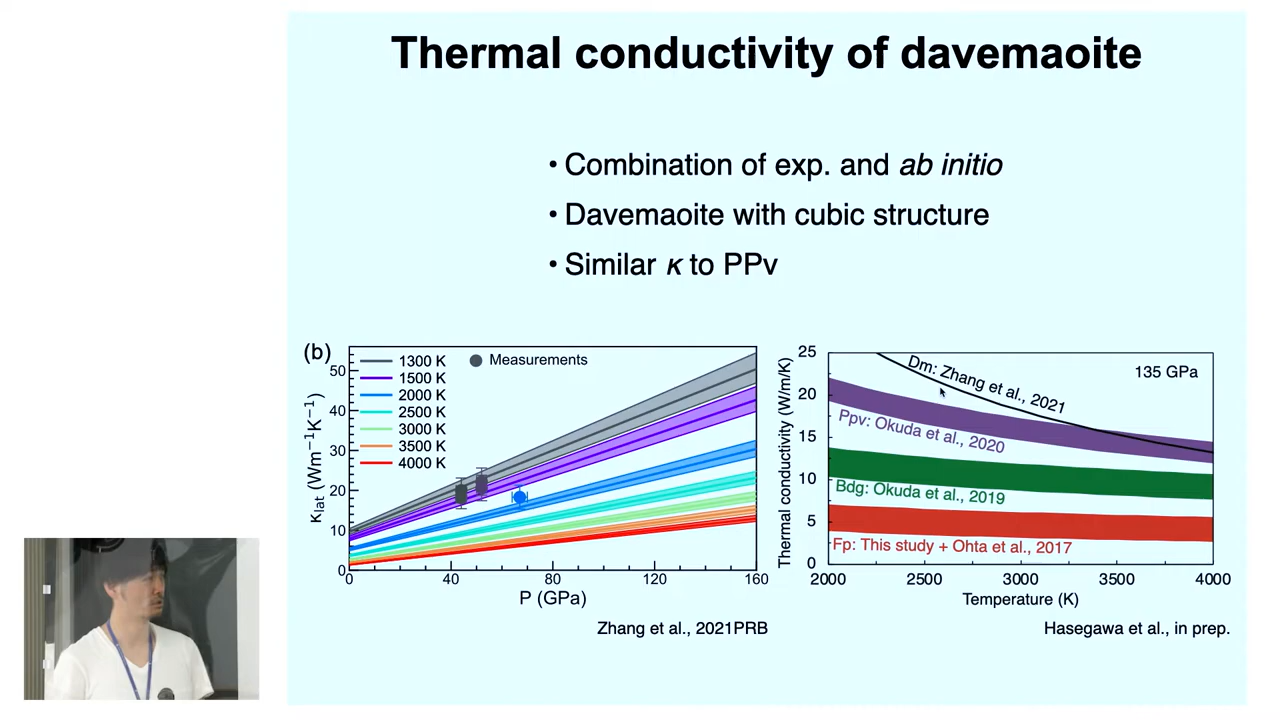 Thermal conductivity of davemaoite
• Combination of exp. and ab initio
• Davemaoite with cubic structure
• Similar κ to PPv
(b)
1300 K
Measurements
1500 K
2000 K
2500 K
3000 K
3500 K
4000 K
κlat (Wm−1K−1)
50
40
30
20
10
0
0 40 80 120 160
P (GPa)
Zhang et al., 2021PRB
Thermal conductivity (W/m/K)
25
20
15
10
5
0
135 GPa
Dm: Zhang et al., 2021
Ppv: Okuda et al., 2020
Bdg: Okuda et al., 2019
Fp: This study + Ohta et al., 2017
2000 2500 3000 3500 4000
Temperature (K)
Hasegawa et al., in prep.